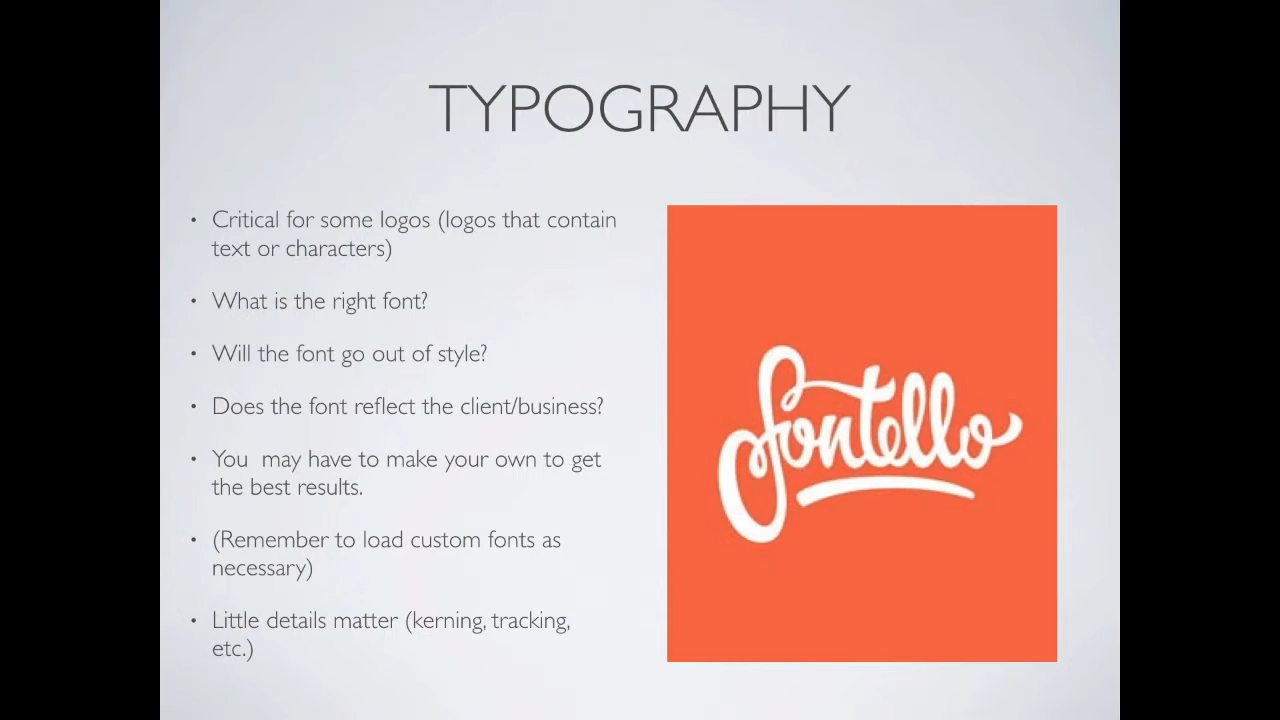 TYPOGRAPHY
• Critical for some logos (logos that contain
text or characters)
• What is the right font?
• Will the font go out of style?
• Does the font reflect the client/business?
• You  may have to make your own to get
the best results.
• (Remember to load custom fonts as
necessary)
• Little details matter (kerning, tracking,
etc.)
fontello